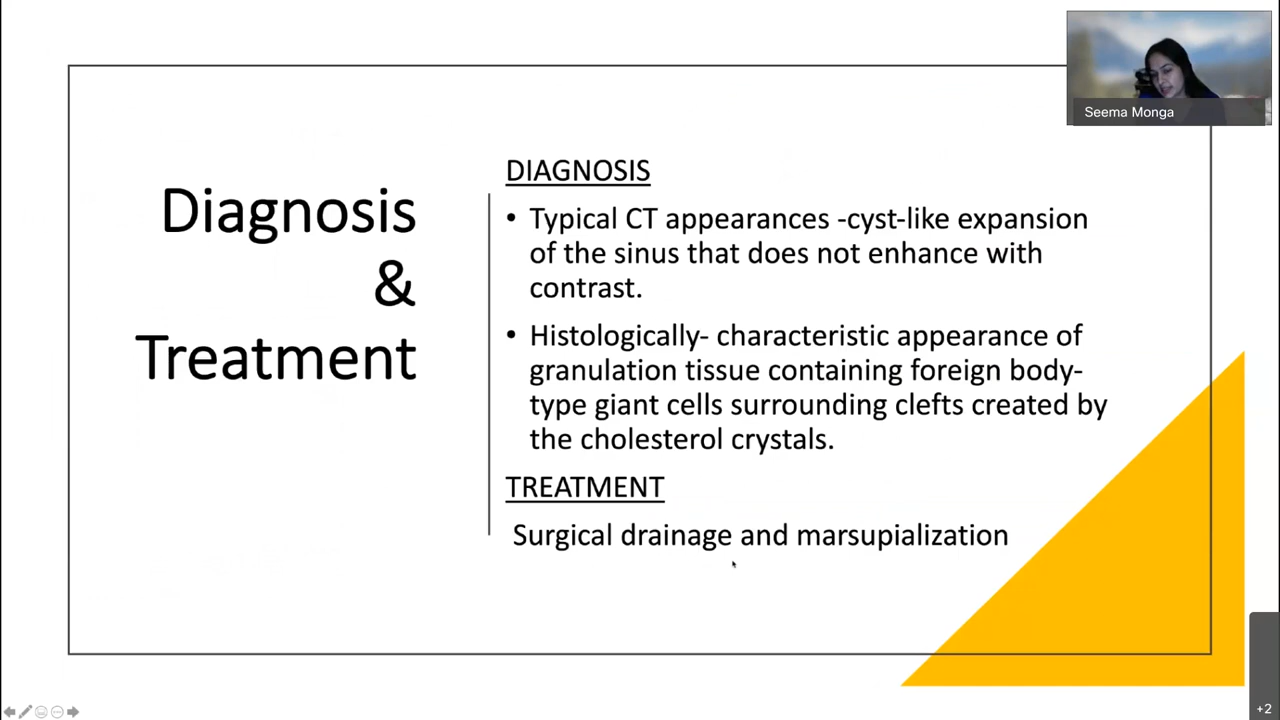 Seema Monga
Diagnosis
&
Treatment
DIAGNOSIS
• Typical CT appearances -cyst-like expansion
of the sinus that does not enhance with
contrast.
• Histologically- characteristic appearance of
granulation tissue containing foreign body-
type giant cells surrounding clefts created by
the cholesterol crystals.
TREATMENT
Surgical drainage and marsupialization
+2